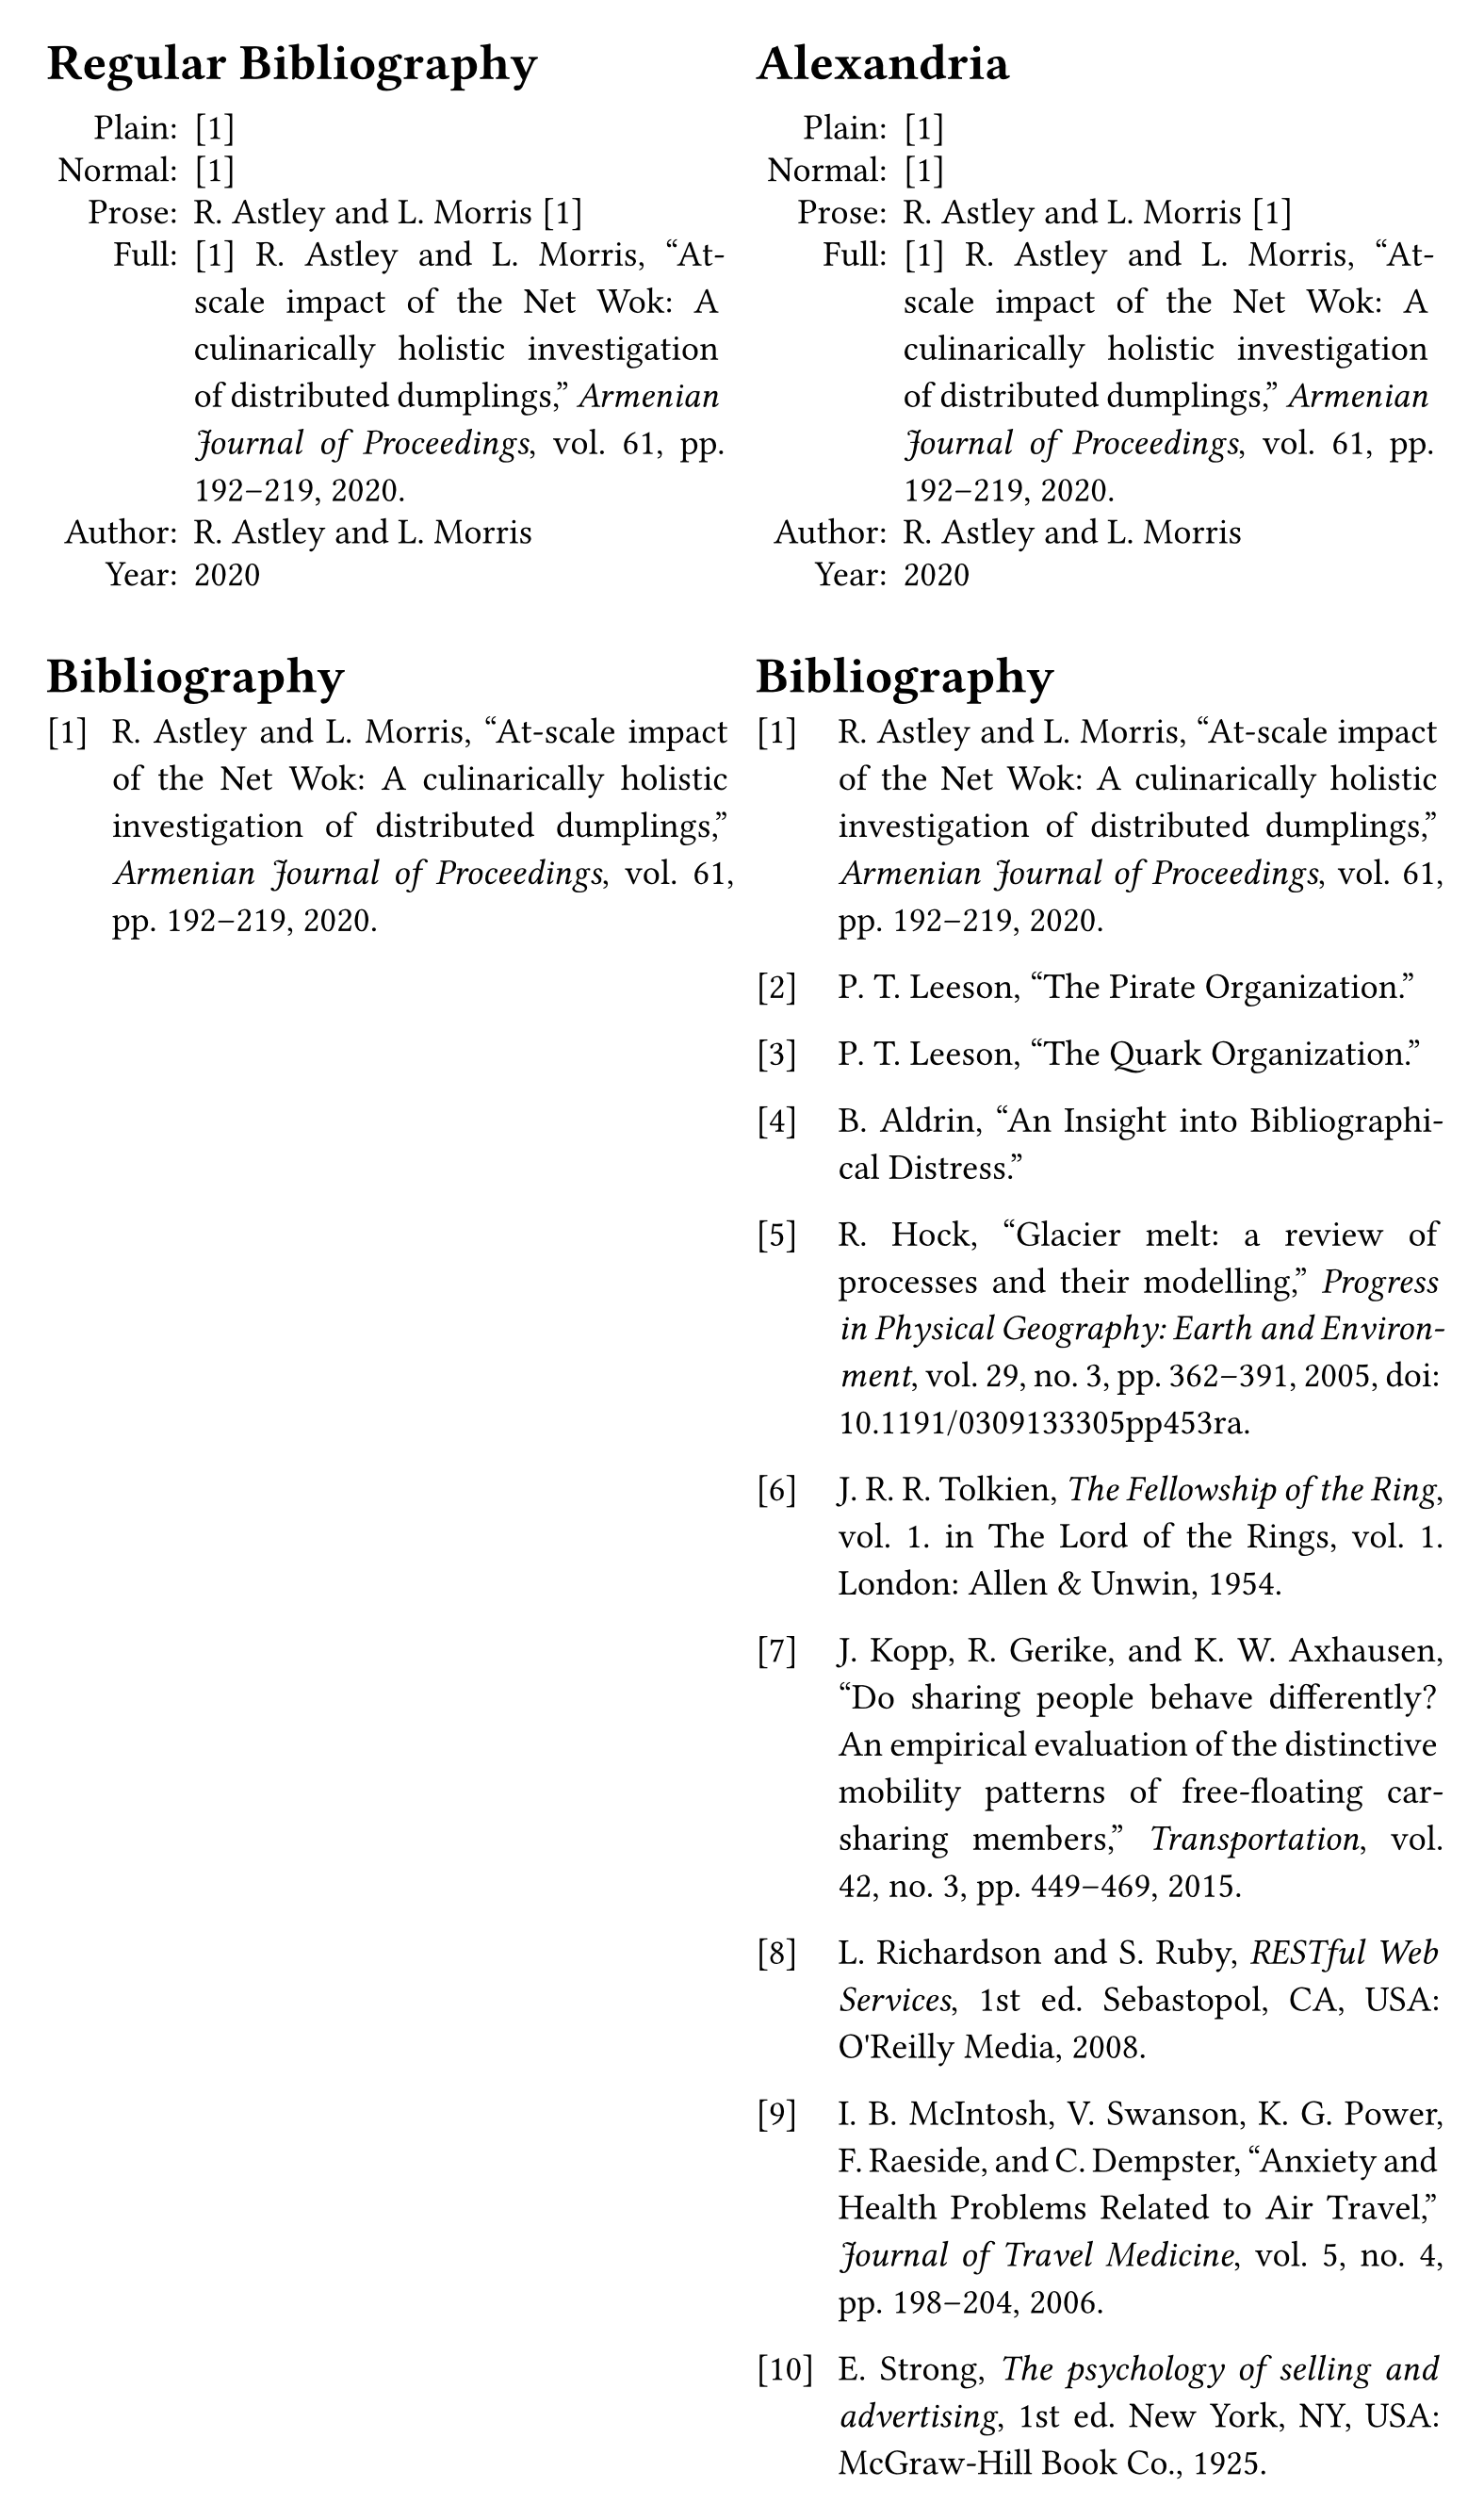 Regular Bibliography
Plain: [1]
Normal: [1]
Prose: R. Astley and L. Morris [1]
Full: [1] R. Astley and L. Morris, “At-
scale impact of the Net Wok: A
culinarically holistic investigation
of distributed dumplings,” Armenian
Journal of Proceedings, vol. 61, pp.
192–219, 2020.
Author: R. Astley and L. Morris
Year: 2020
Bibliography
[1] R. Astley and L. Morris, “At-scale impact
of the Net Wok: A culinarically holistic
investigation of distributed dumplings,”
Armenian Journal of Proceedings, vol. 61,
pp. 192–219, 2020.
Alexandria
Plain: [1]
Normal: [1]
Prose: R. Astley and L. Morris [1]
Full: [1] R. Astley and L. Morris, “At-
scale impact of the Net Wok: A
culinarically holistic investigation
of distributed dumplings,” Armenian
Journal of Proceedings, vol. 61, pp.
192–219, 2020.
Author: R. Astley and L. Morris
Year: 2020
Bibliography
[1] R. Astley and L. Morris, “At-scale impact
of the Net Wok: A culinarically holistic
investigation of distributed dumplings,”
Armenian Journal of Proceedings, vol. 61,
pp. 192–219, 2020.
[2] P. T. Leeson, “The Pirate Organization.”
[3] P. T. Leeson, “The Quark Organization.”
[4] B. Aldrin, “An Insight into Bibliographi-
cal Distress.”
[5] R. Hock, “Glacier melt: a review of
processes and their modelling,” Progress
in Physical Geography: Earth and Environ-
ment, vol. 29, no. 3, pp. 362–391, 2005, doi:
10.1191/0309133305pp453ra.
[6] J. R. R. Tolkien, The Fellowship of the Ring,
vol. 1. in The Lord of the Rings, vol. 1.
London: Allen & Unwin, 1954.
[7] J. Kopp, R. Gerike, and K. W. Axhausen,
“Do sharing people behave differently?
An empirical evaluation of the distinctive
mobility patterns of free-floating car-
sharing members,” Transportation, vol.
42, no. 3, pp. 449–469, 2015.
[8] L. Richardson and S. Ruby, RESTful Web
Services, 1st ed. Sebastopol, CA, USA:
O'Reilly Media, 2008.
[9] I. B. McIntosh, V. Swanson, K. G. Power,
F. Raeside, and C. Dempster, “Anxiety and
Health Problems Related to Air Travel,”
Journal of Travel Medicine, vol. 5, no. 4,
pp. 198–204, 2006.
[10] E. Strong, The psychology of selling and
advertising, 1st ed. New York, NY, USA:
McGraw-Hill Book Co., 1925.